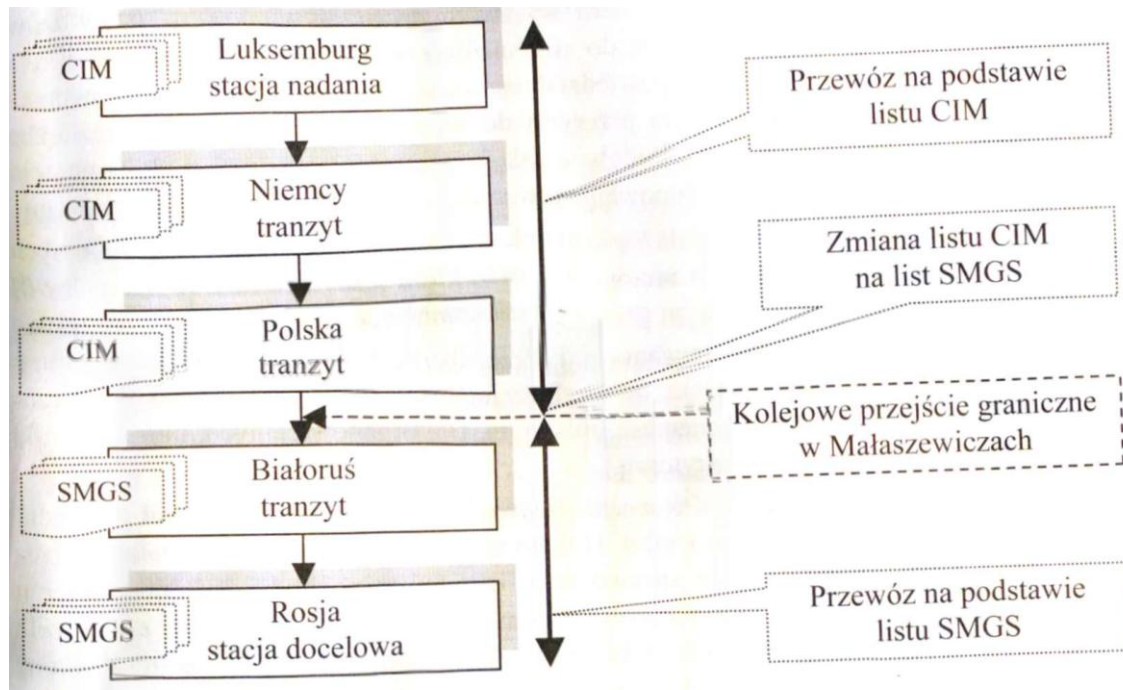 CIM
Luksemburg
stacja nadania
CIM
Niemcy
tranzyt
CIM
Polska
tranzyt
SMGS
Białoruś
tranzyt
SMGS
Rosja
stacja docelowa
Przewóz na podstawie
listu CIM
Zmiana listu CIM
na list SMGS
Kolejowe przejście graniczne
w Małaszewiczach
Przewóz na podstawie
listu SMGS